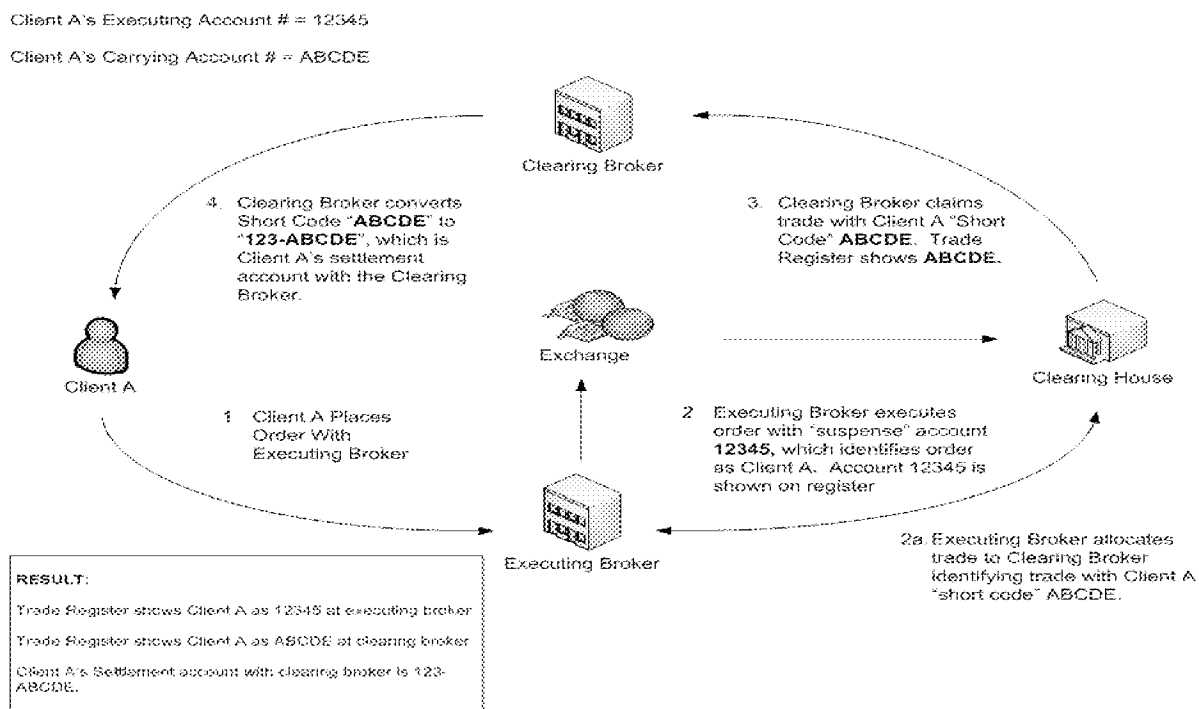 Client A's Executing Account # = 12345
Client A's Carrying Account # = ABCDE
Clearing Broker
4. Clearing Broker converts
Short Code "ABCDE" to
"123-ABCDE", which is
Client A's settlement
account with the Clearing
Broker.
3. Clearing Broker claims
trade with Client A "Short
Code" ABCDE. Trade
Register shows ABCDE.
Exchange
Client A
Clearing House
1 Client A Places
Order With
Executing Broker
2 Executing Broker executes
order with "suspense" account
12345, which identifies order
as Client A. Account 12345 is
shown on register
Executing Broker
2a. Executing Broker allocates
trade to Clearing Broker
identifying trade with Client A
"short code" ABCDE.
RESULT:
Trade Register shows Client A as 12345 at executing broker
Trade Register shows Client A as ABCDE at clearing broker
Client A's Settlement account with clearing broker is 123-
ABCDE.